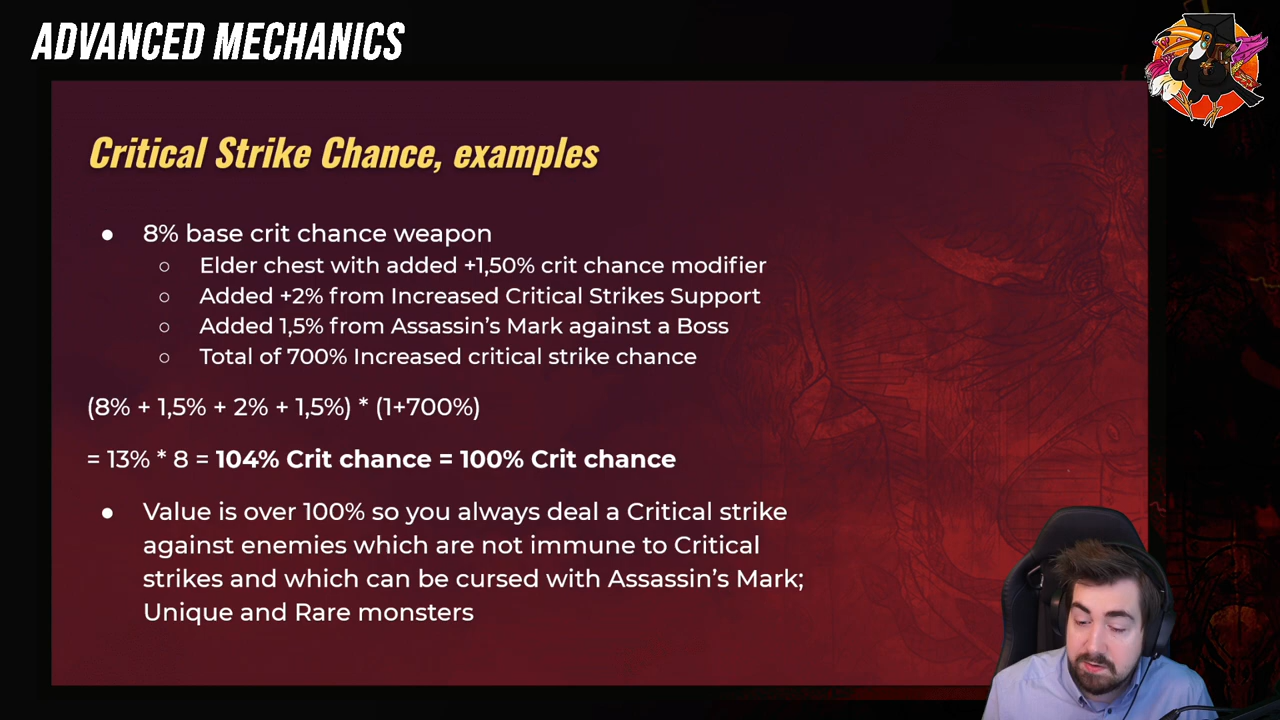 ADVANCED MECHANICS
Critical Strike Chance, examples
● 8% base crit chance weapon
○ Elder chest with added +1,50% crit chance modifier
○ Added +2% from Increased Critical Strikes Support
○ Added 1,5% from Assassin's Mark against a Boss
○ Total of 700% Increased critical strike chance
(8% + 1,5% + 2% + 1,5%) * (1+700%)
= 13% * 8 = 104% Crit chance = 100% Crit chance
● Value is over 100% so you always deal a Critical strike
against enemies which are not immune to Critical
strikes and which can be cursed with Assassin's Mark;
Unique and Rare monsters